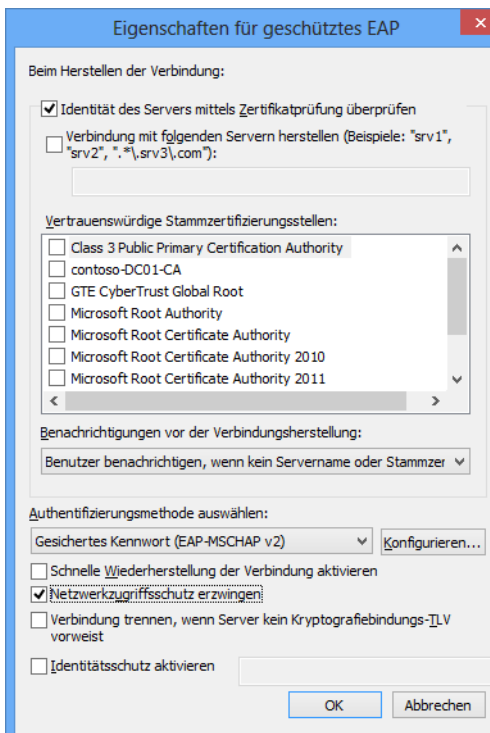 Eigenschaften für geschütztes EAP
Beim Herstellen der Verbindung:
Identität des Servers mittels Zertifikatprüfung überprüfen
Verbindung mit folgenden Servern herstellen (Beispiele: "srv1",
"srv2", ".*\.srv3\.com"):
Vertrauenswürdige Stammzertifizierungsstellen:
Class 3 Public Primary Certification Authority
contoso-DC01-CA
GTE CyberTrust Global Root
Microsoft Root Authority
Microsoft Root Certificate Authority
Microsoft Root Certificate Authority 2010
Microsoft Root Certificate Authority 2011
Benachrichtigungen vor der Verbindungsherstellung:
Benutzer benachrichtigen, wenn kein Servername oder Stammzer
Authentifizierungsmethode auswählen:
Gesichertes Kennwort (EAP-MSCHAP v2)
Konfigurieren...
Schnelle Wiederherstellung der Verbindung aktivieren
Netzwerkzugriffsschutz erzwingen
Verbindung trennen, wenn Server kein Kryptografiebindungs-TLV
vorweist
Identitätsschutz aktivieren
OK
Abbrechen